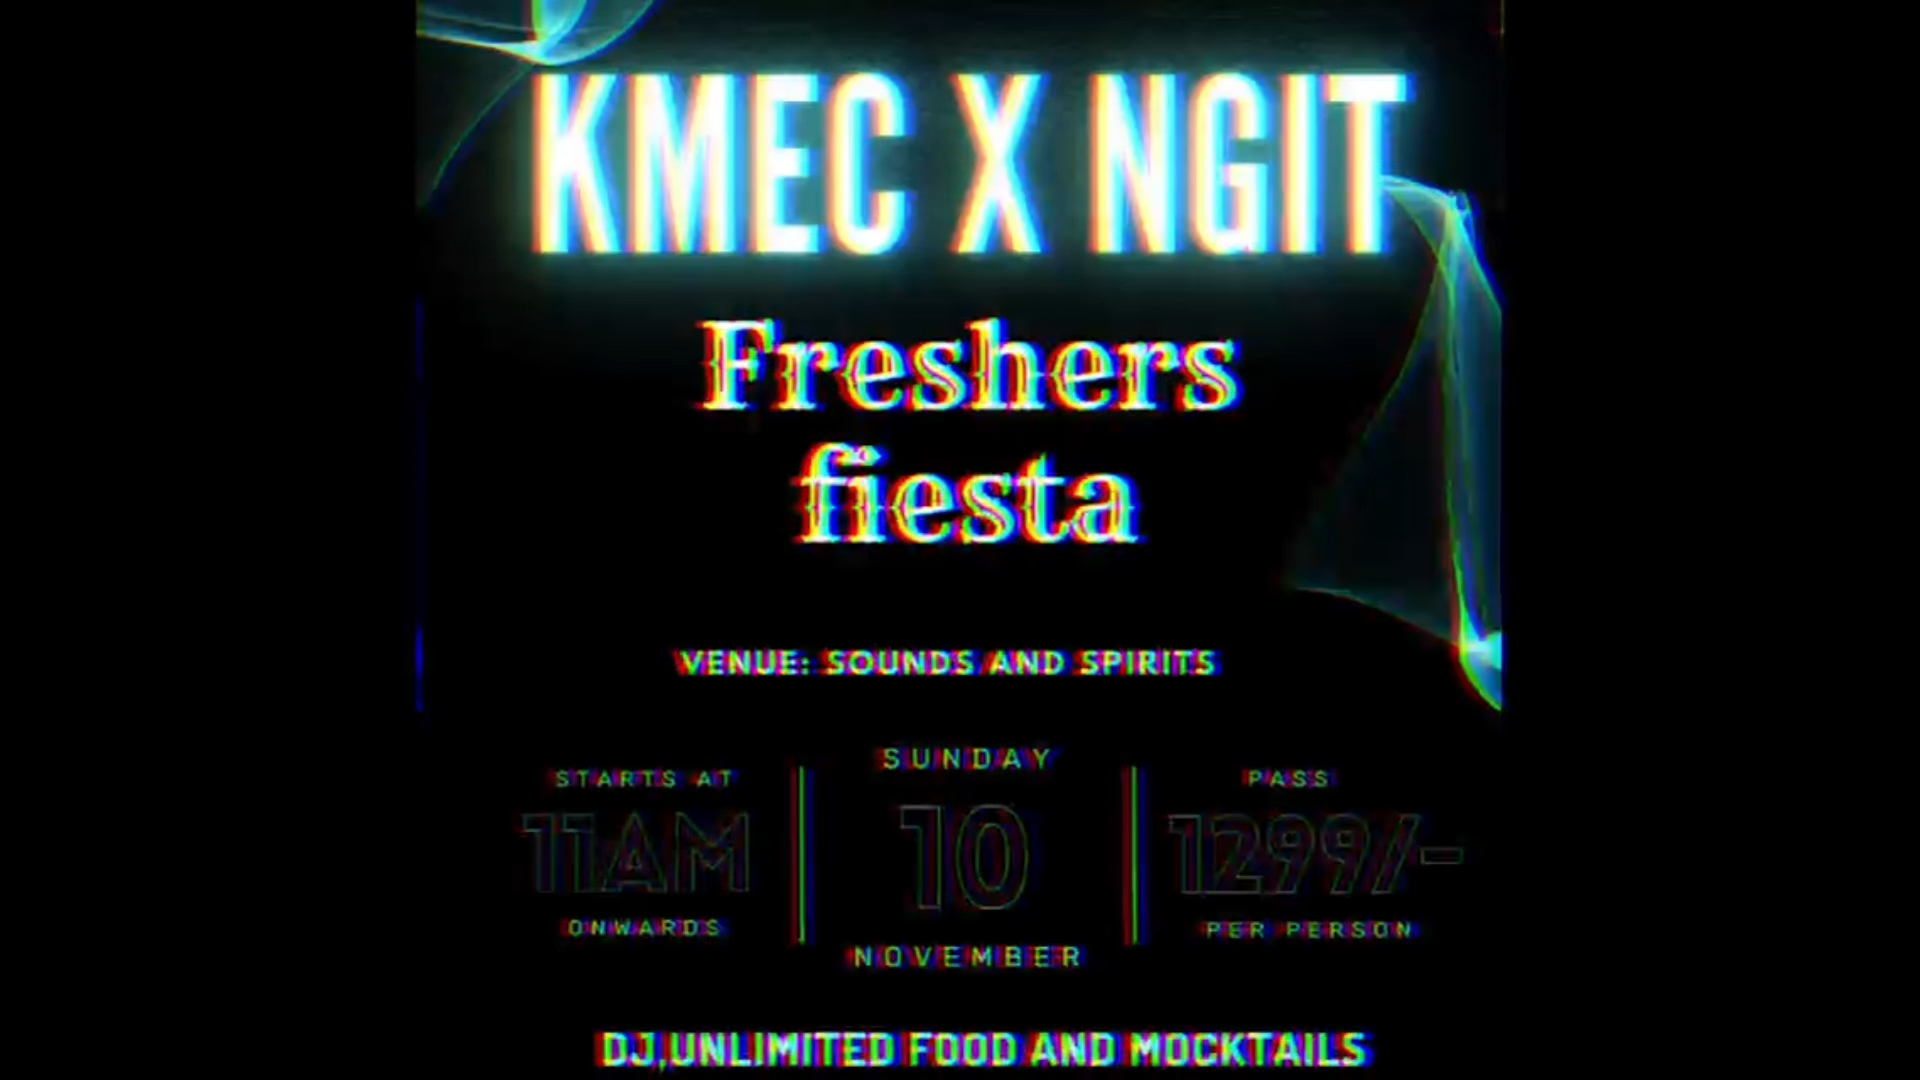 KMEC X NGIT
Freshers
fiesta
VENUE: SOUNDS AND SPIRITS
STARTS AT
11AM
ONWARDS
SUNDAY
10
NOVEMBER
PASS
1299/-
PER PERSON
DJ,UNLIMITED FOOD AND MOCKTAILS